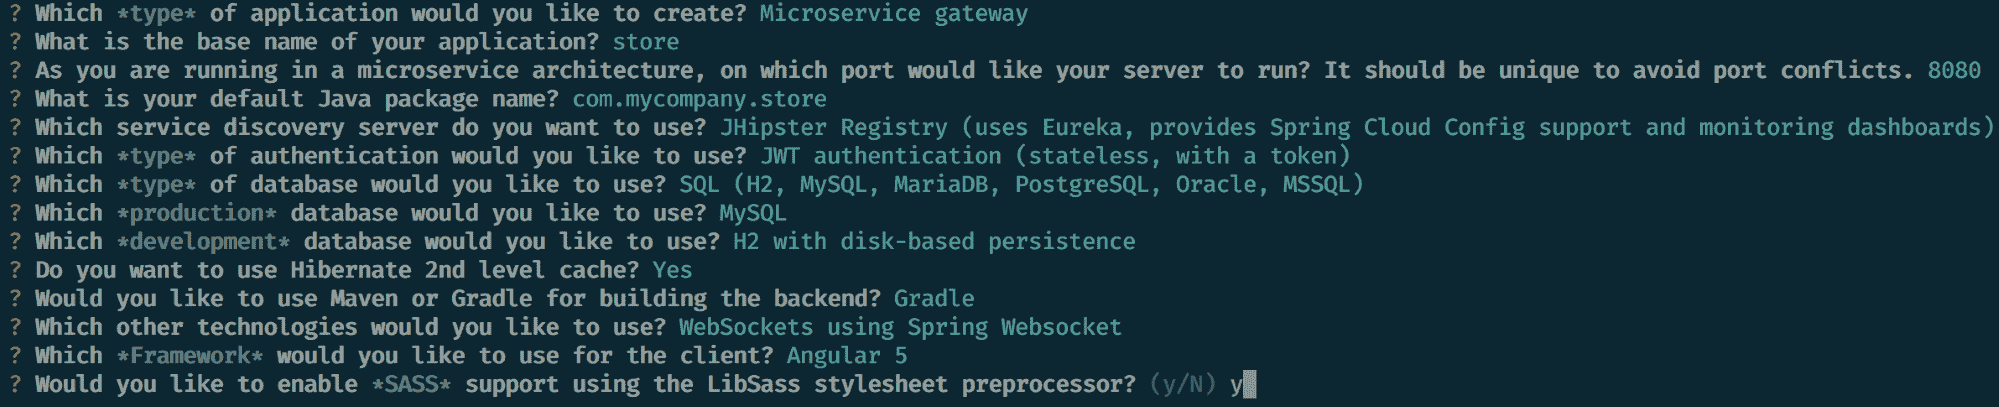 ? Which *type* of application would you like to create? Microservice gateway
? What is the base name of your application? store
? As you are running in a microservice architecture, on which port would like your server to run? It should be unique to avoid port conflicts. 8080
? What is your default Java package name? com.mycompany.store
? Which service discovery server do you want to use? JHipster Registry (uses Eureka, provides Spring Cloud Config support and monitoring dashboards)
? Which *type* of authentication would you like to use? JWT authentication (stateless, with a token)
? Which *type* of database would you like to use? SQL (H2, MySQL, MariaDB, PostgreSQL, Oracle, MSSQL)
? Which *production* database would you like to use? MySQL
? Which *development* database would you like to use? H2 with disk-based persistence
? Do you want to use Hibernate 2nd level cache? Yes
? Would you like to use Maven or Gradle for building the backend? Gradle
? Which other technologies would you like to use? WebSockets using Spring Websocket
? Which *Framework* would you like to use for the client? Angular 5
? Would you like to enable *SASS* support using the LibSass stylesheet preprocessor? (y/N) y